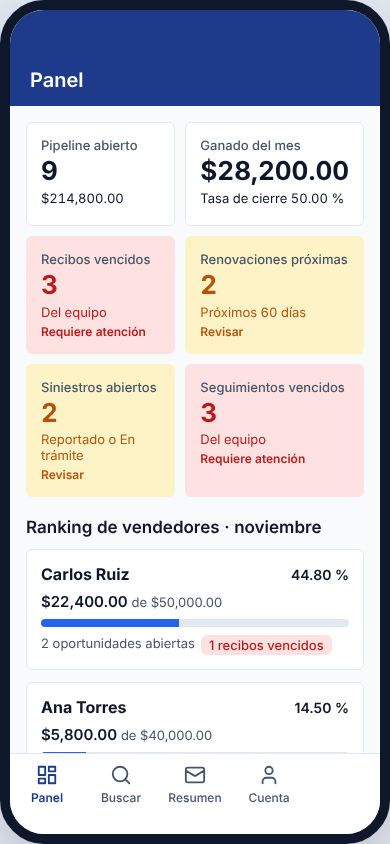 Panel
Pipeline abierto
9
$214,800.00
Ganado del mes
$28,200.00
Tasa de cierre 50.00 %
Recibos vencidos
3
Del equipo
Requiere atención
Renovaciones próximas
2
Próximos 60 días
Revisar
Siniestros abiertos
2
Reportado o En
trámite
Revisar
Seguimientos vencidos
3
Del equipo
Requiere atención
Ranking de vendedores · noviembre
Carlos Ruiz 44.80 %
$22,400.00 de $50,000.00
2 oportunidades abiertas 1 recibos vencidos
Ana Torres 14.50 %
$5,800.00 de $40,000.00
Panel Buscar Resumen Cuenta